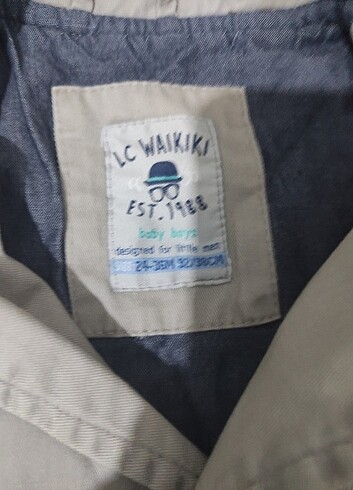 LC WAIKIKI
EST. 1988
baby boys
designed for little men
24-36M 92/98CM